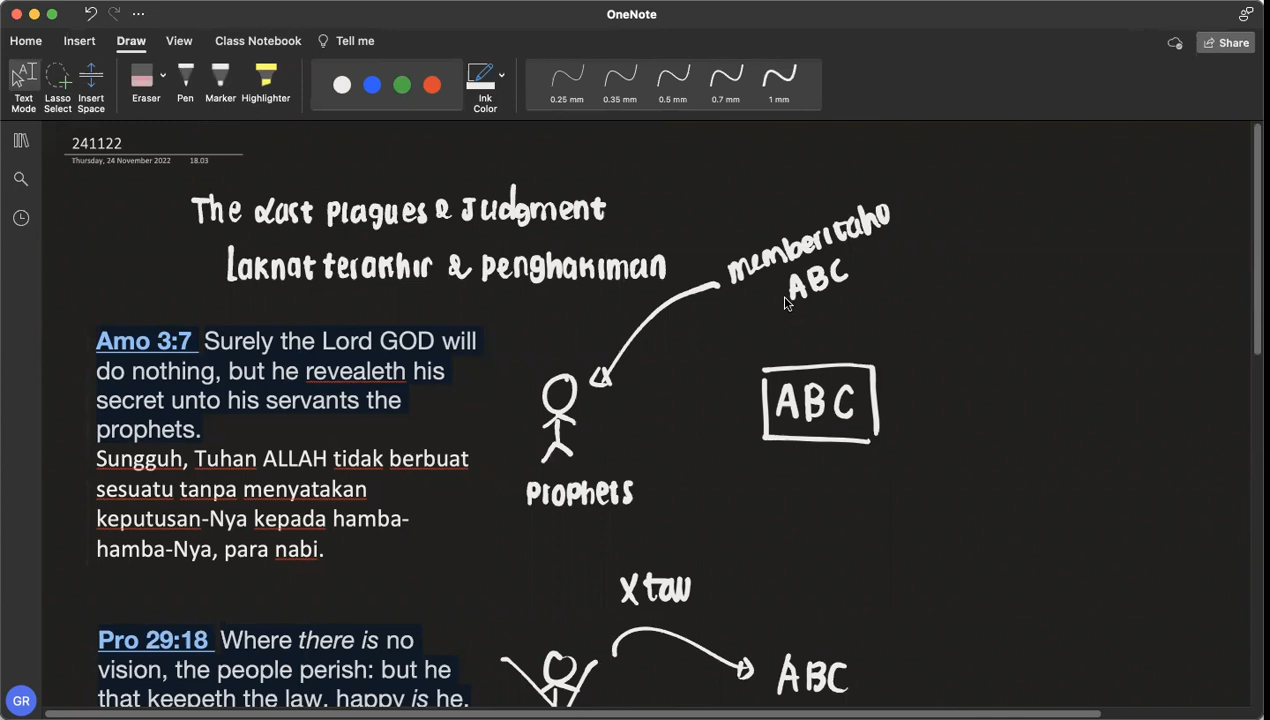 OneNote
Home Insert Draw View Class Notebook Tell me
Share
Text Mode
Lasso Select
Insert Space
Eraser
Pen
Marker
Highlighter
Ink Color
0.25 mm 0.35 mm 0.5 mm 0.7 mm 1 mm
241122
Thursday, 24 November 2022 18.03
The Last Plagues & Judgment
Laknat terakhir & penghakiman
memberitaho
ABC
Amo 3:7 Surely the Lord GOD will
do nothing, but he revealeth his
secret unto his servants the
prophets.
Sungguh, Tuhan ALLAH tidak berbuat
sesuatu tanpa menyatakan
keputusan-Nya kepada hamba-
hamba-Nya, para nabi.
ABC
Prophets
X tau
ABC
Pro 29:18 Where there is no
vision, the people perish: but he
that keepeth the law, happy is he.
GR